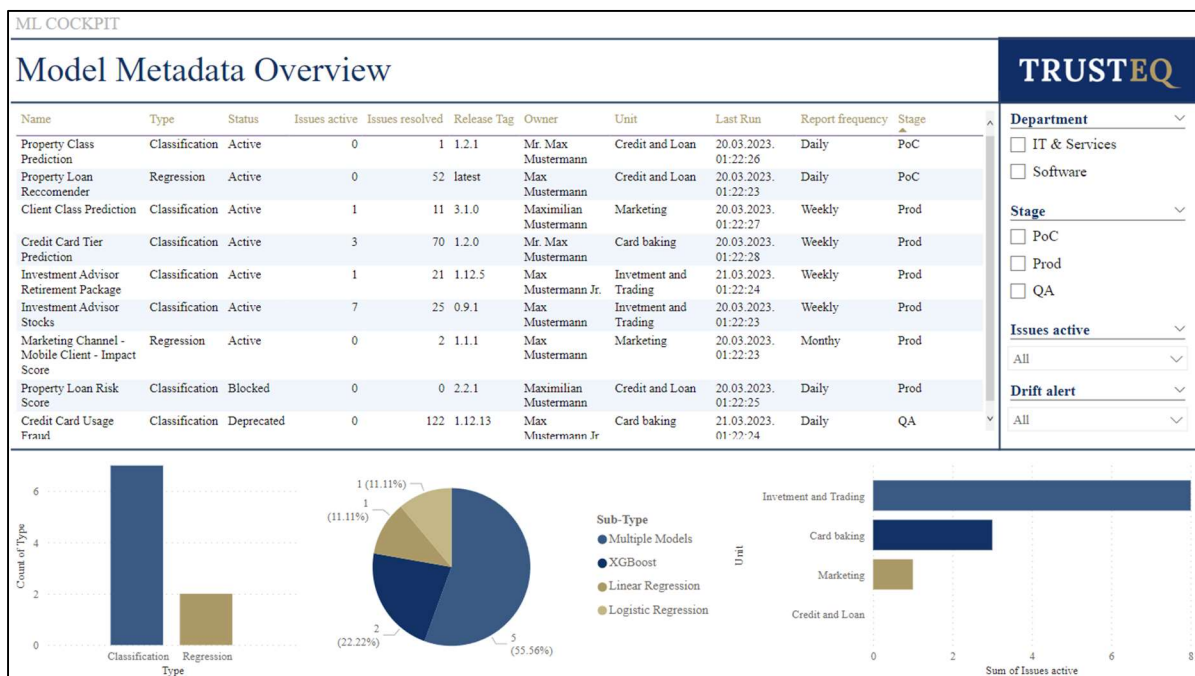 ML COCKPIT
Model Metadata Overview
TRUSTEQ
Name Type Status Issues active Issues resolved Release Tag Owner Unit Last Run Report frequency Stage
Property Class Classification Active 0 1 1.2.1 Mr. Max Credit and Loan 20.03.2023. Daily PoC
Prediction Mustermann 01:22:26
Property Loan Regression Active 0 52 latest Max Credit and Loan 20.03.2023. Daily PoC
Reccomender Mustermann 01:22:23
Client Class Prediction Classification Active 1 11 3.1.0 Maximilian Marketing 20.03.2023. Weekly Prod
Mustermann 01:22:27
Credit Card Tier Classification Active 3 70 1.2.0 Mr. Max Card baking 20.03.2023. Weekly Prod
Prediction Mustermann 01:22:28
Investment Advisor Classification Active 1 21 1.12.5 Max Invetment and 21.03.2023. Weekly Prod
Retirement Package Mustermann Jr. Trading 01:22:24
Investment Advisor Classification Active 7 25 0.9.1 Max Invetment and 20.03.2023. Weekly Prod
Stocks Mustermann Trading 01:22:23
Marketing Channel - Regression Active 0 2 1.1.1 Max Marketing 20.03.2023. Monthy Prod
Mobile Client - Impact Mustermann 01:22:23
Score
Property Loan Risk Classification Blocked 0 0 2.2.1 Maximilian Credit and Loan 20.03.2023. Daily Prod
Score Mustermann 01:22:25
Credit Card Usage Classification Deprecated 0 122 1.12.13 Max Card baking 21.03.2023. Daily QA
Fraud Mustermann Jr 01:22:24
Department
IT & Services
Software
Stage
PoC
Prod
QA
Issues active
All
Drift alert
All
Count of Type
6
4
2
0
Classification Regression
Type
1 (11.11%)
1
(11.11%)
2
(22.22%)
5
(55.56%)
Sub-Type
Multiple Models
XGBoost
Linear Regression
Logistic Regression
Unit
Invetment and Trading
Card baking
Marketing
Credit and Loan
0 2 4 6 8
Sum of Issues active